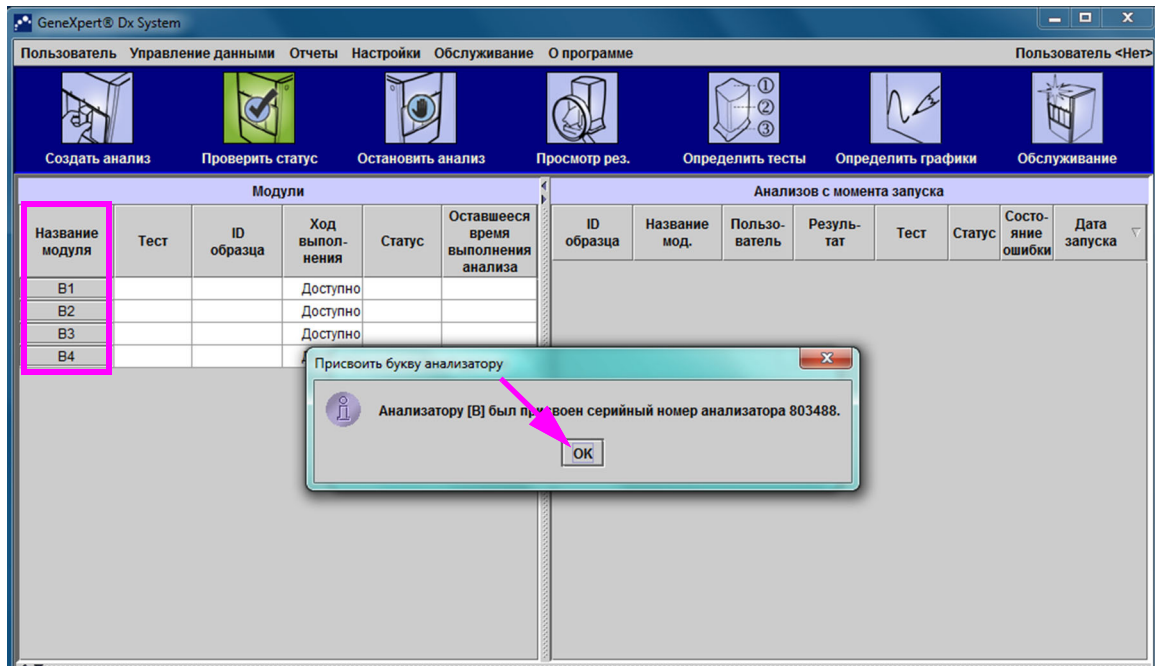 GeneXpert® Dx System
Пользователь Управление данными Отчеты Настройки Обслуживание О программе Пользователь <Нет>
Создать анализ Проверить статус Остановить анализ Просмотр рез. Определить тесты Определить графики Обслуживание
Модули
Название модуля
Тест
ID образца
Ход выпол-нения
Статус
Оставшееся время выполнения анализа
B1 Доступно
B2 Доступно
B3 Доступно
B4
Анализов с момента запуска
ID образца
Название мод.
Пользо-ватель
Резуль-тат
Тест
Статус
Состо-яние ошибки
Дата запуска
Присвоить букву анализатору
Анализатору [B] был присвоен серийный номер анализатора 803488.
OK